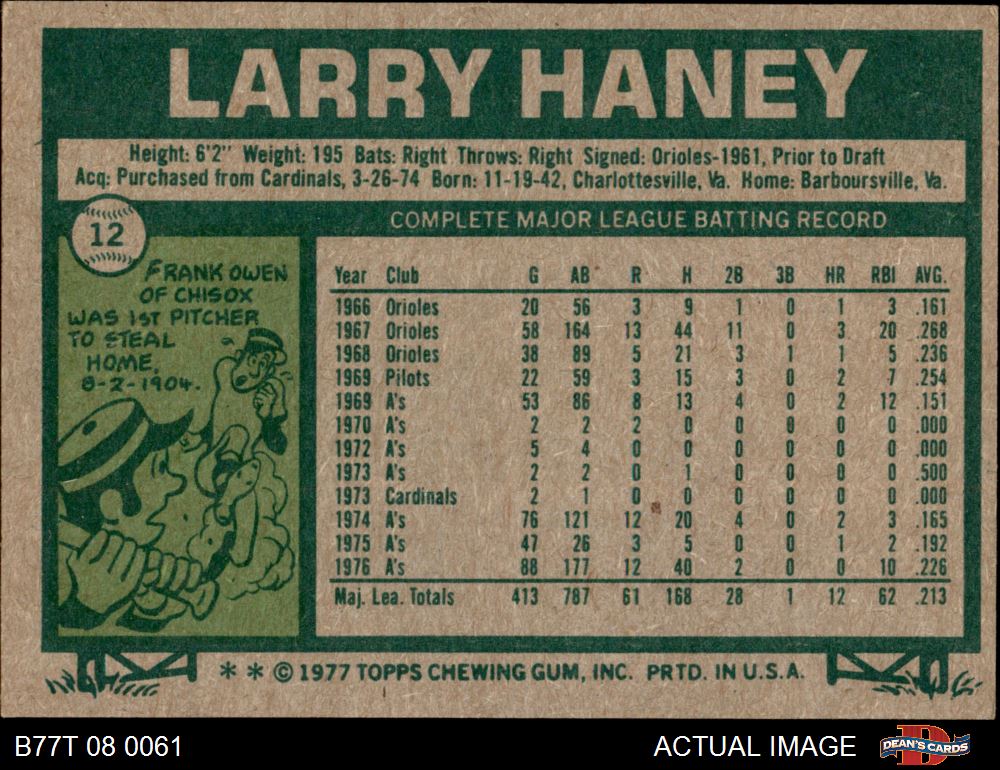 LARRY HANEY
Height: 6'2" Weight: 195 Bats: Right Throws: Right Signed: Orioles-1961, Prior to Draft
Acq: Purchased from Cardinals, 3-26-74 Born: 11-19-42, Charlottesville, Va. Home: Barboursville, Va.
12
FRANK OWEN
OF CHISOX
WAS 1ST PITCHER
TO STEAL
HOME,
8-2-1904.
COMPLETE MAJOR LEAGUE BATTING RECORD
Year Club G AB R H 2B 3B HR RBI AVG.
1966 Orioles 20 56 3 9 1 0 1 3 .161
1967 Orioles 58 164 13 44 11 0 3 20 .268
1968 Orioles 38 89 5 21 3 1 1 5 .236
1969 Pilots 22 59 3 15 3 0 2 7 .254
1969 A's 53 86 8 13 4 0 2 12 .151
1970 A's 2 2 2 0 0 0 0 0 .000
1972 A's 5 4 0 0 0 0 0 0 .000
1973 A's 2 2 0 1 0 0 0 0 .500
1973 Cardinals 2 1 0 0 0 0 0 0 .000
1974 A's 76 121 12 20 4 0 2 3 .165
1975 A's 47 26 3 5 0 0 1 2 .192
1976 A's 88 177 12 40 2 0 0 10 .226
Maj. Lea. Totals 413 787 61 168 28 1 12 62 .213
** © 1977 TOPPS CHEWING GUM, INC. PRTD. IN U.S.A.
B77T 08 0061
ACTUAL IMAGE
DEAN'S CARDS